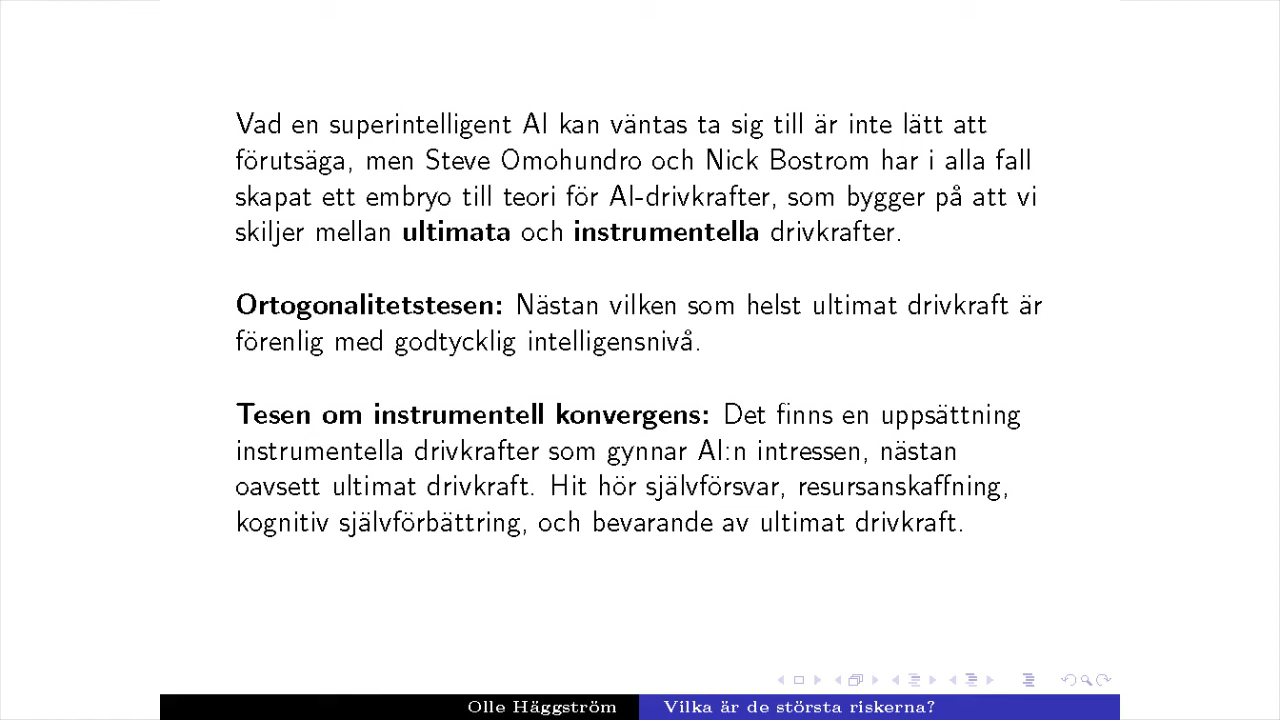 Vad en superintelligent AI kan väntas ta sig till är inte lätt att
förutsäga, men Steve Omohundro och Nick Bostrom har i alla fall
skapat ett embryo till teori för AI-drivkrafter, som bygger på att vi
skiljer mellan ultimata och instrumentella drivkrafter.
Ortogonalitetstesen: Nästan vilken som helst ultimat drivkraft är
förenlig med godtycklig intelligensnivå.
Tesen om instrumentell konvergens: Det finns en uppsättning
instrumentella drivkrafter som gynnar AI:n intressen, nästan
oavsett ultimat drivkraft. Hit hör självförsvar, resursanskaffning,
kognitiv självförbättring, och bevarande av ultimat drivkraft.
Olle Häggström Vilka är de största riskerna?